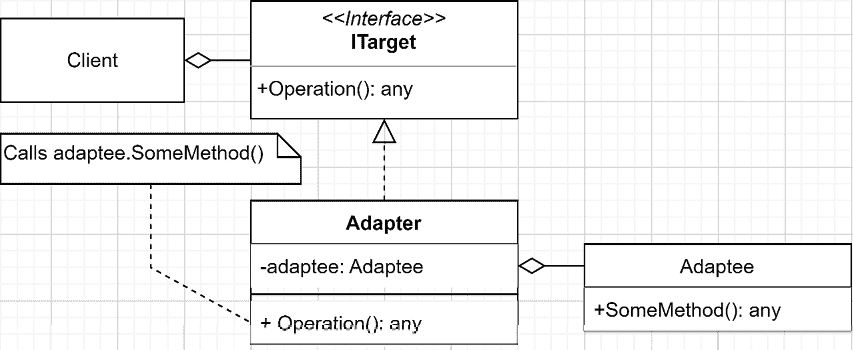 <<Interface>>
ITarget
Client
+Operation(): any
Calls adaptee.SomeMethod()
Adapter
-adaptee: Adaptee
Adaptee
+SomeMethod(): any
+ Operation(): any